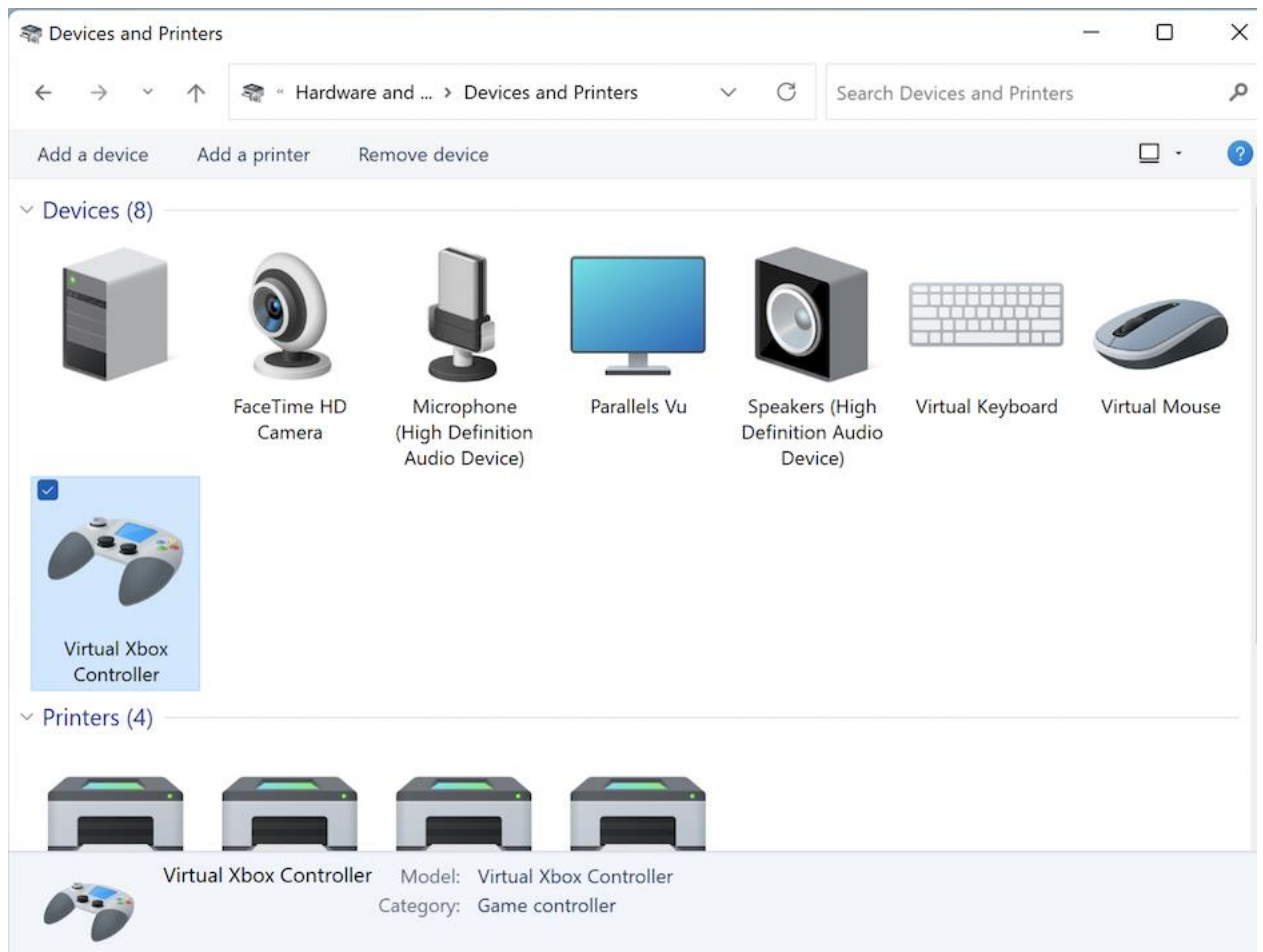 Devices and Printers
« Hardware and ... > Devices and Printers
Search Devices and Printers
Add a device Add a printer Remove device
?
Devices (8)
FaceTime HD
Camera
Microphone
(High Definition
Audio Device)
Parallels Vu
Speakers (High
Definition Audio
Device)
Virtual Keyboard
Virtual Mouse
Virtual Xbox
Controller
Printers (4)
Virtual Xbox Controller Model: Virtual Xbox Controller
Category: Game controller